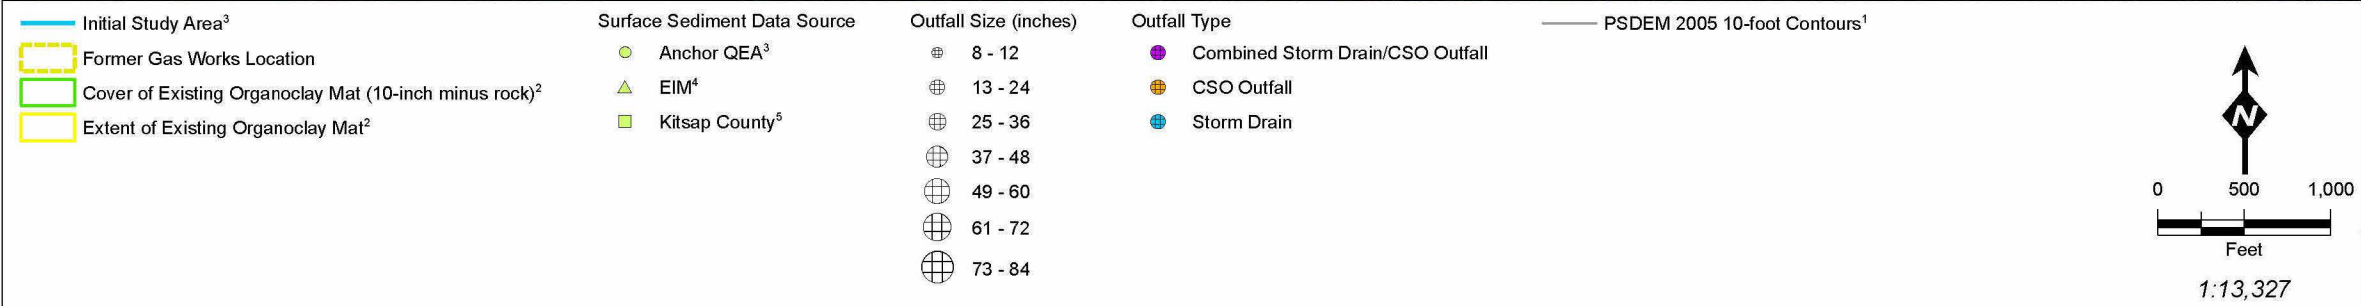 Initial Study Area³
Former Gas Works Location
Cover of Existing Organoclay Mat (10-inch minus rock)²
Extent of Existing Organoclay Mat²
Surface Sediment Data Source
Anchor QEA³
EIM⁴
Kitsap County⁵
Outfall Size (inches)
8 - 12
13 - 24
25 - 36
37 - 48
49 - 60
61 - 72
73 - 84
Outfall Type
Combined Storm Drain/CSO Outfall
CSO Outfall
Storm Drain
PSDEM 2005 10-foot Contours¹
N
0 500 1,000
Feet
1:13,327